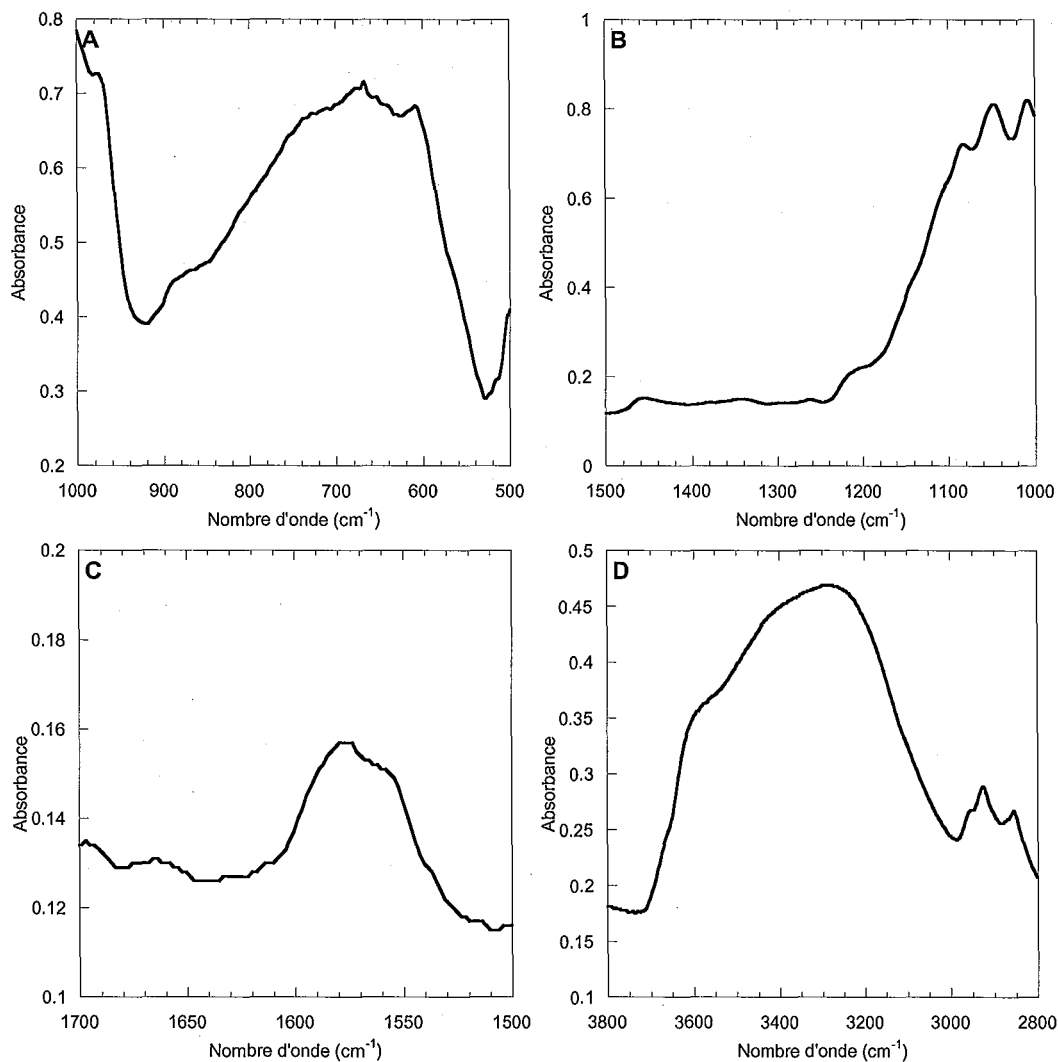 A
0.8
0.7
0.6
0.5
0.4
0.3
0.2
Absorbance
1000 900 800 700 600 500
Nombre d'onde (cm⁻¹)
B
1
0.8
0.6
0.4
0.2
0
Absorbance
1500 1400 1300 1200 1100 1000
Nombre d'onde (cm⁻¹)
C
0.2
0.18
0.16
0.14
0.12
0.1
Absorbance
1700 1650 1600 1550 1500
Nombre d'onde (cm⁻¹)
D
0.5
0.45
0.4
0.35
0.3
0.25
0.2
0.15
0.1
Absorbance
3800 3600 3400 3200 3000 2800
Nombre d'onde (cm⁻¹)